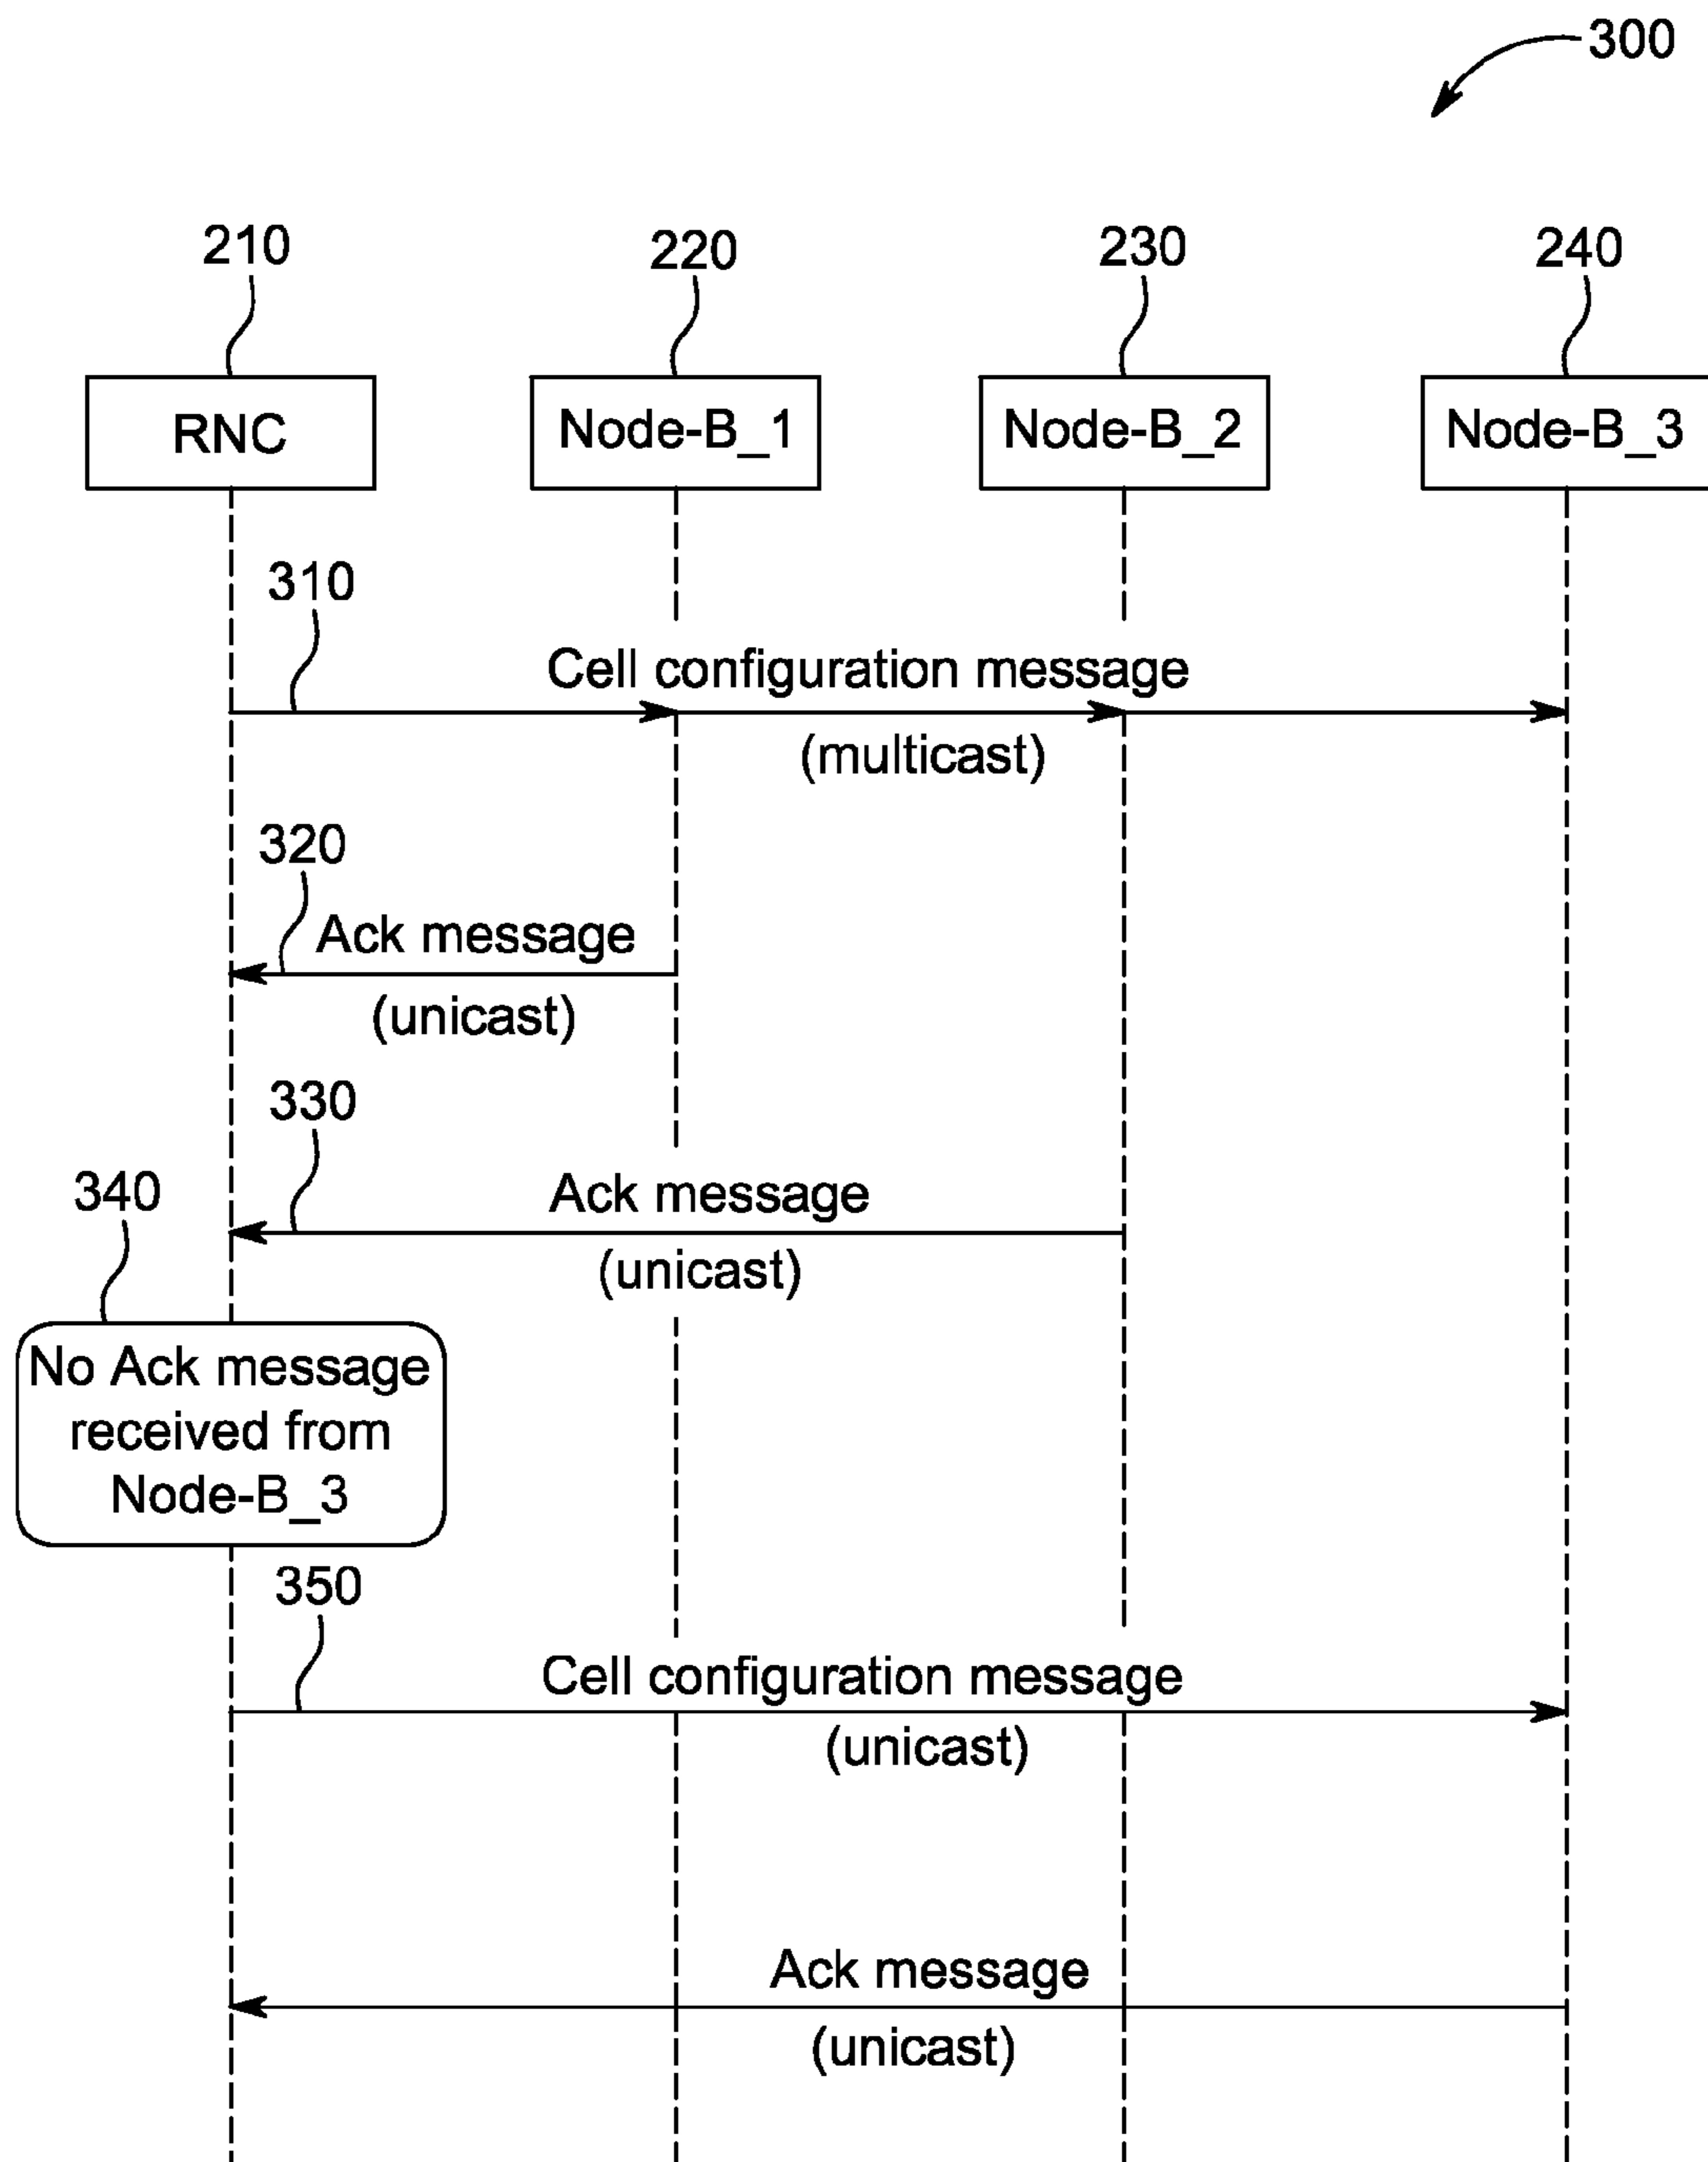 300
210
220
230
240
RNC
Node-B_1
Node-B_2
Node-B_3
310
Cell configuration message
(multicast)
320
Ack message
(unicast)
330
Ack message
(unicast)
340
No Ack message
received from
Node-B_3
350
Cell configuration message
(unicast)
Ack message
(unicast)